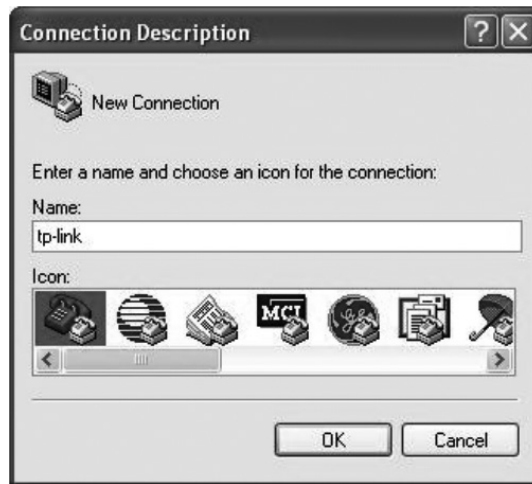 Connection Description
New Connection
Enter a name and choose an icon for the connection:
Name:
tp-link
Icon:
MCI
OK
Cancel